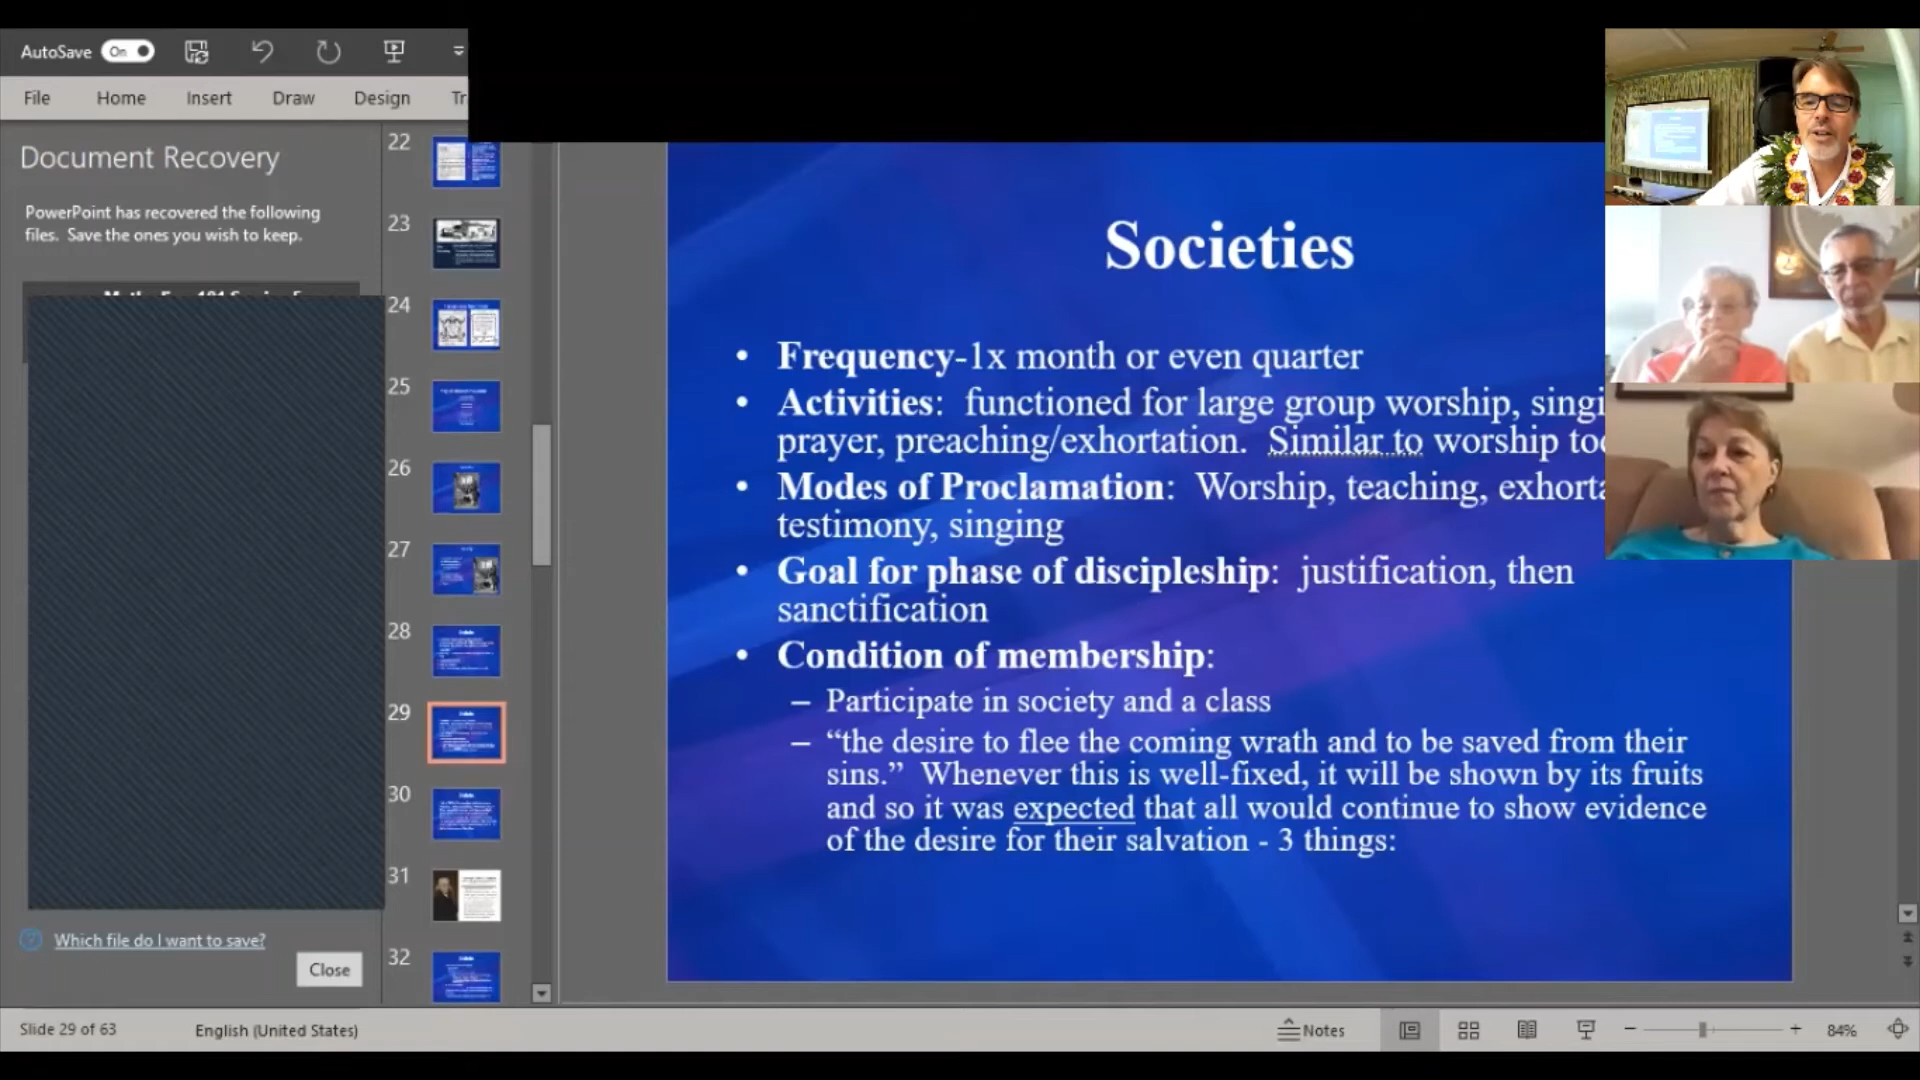 AutoSave On
File Home Insert Draw Design
Document Recovery
PowerPoint has recovered the following
files. Save the ones you wish to keep.
Which file do I want to save?
Close
22
23
24
25
26
27
28
29
30
31
32
Societies
• Frequency-1x month or even quarter
• Activities: functioned for large group worship, singi
prayer, preaching/exhortation. Similar to worship
• Modes of Proclamation: Worship, teaching, exhorta
testimony, singing
• Goal for phase of discipleship: justification, then
sanctification
• Condition of membership:
– Participate in society and a class
– “the desire to flee the coming wrath and to be saved from their
sins.” Whenever this is well-fixed, it will be shown by its fruits
and so it was expected that all would continue to show evidence
of the desire for their salvation - 3 things:
Slide 29 of 63 English (United States) Notes 84%